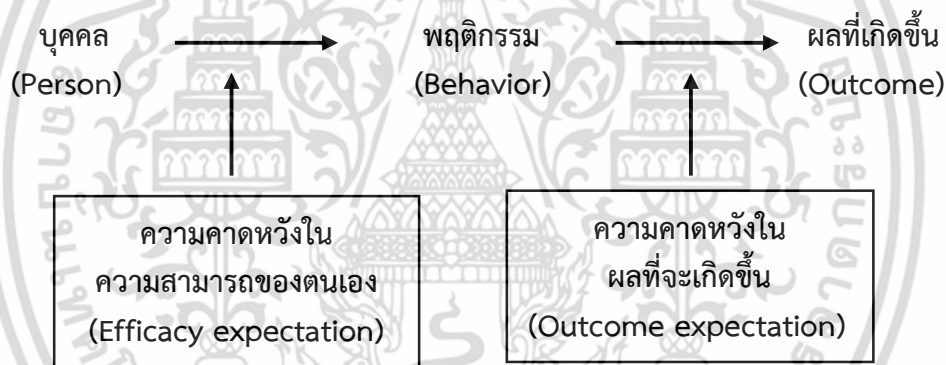 บุคคล
(Person)
พฤติกรรม
(Behavior)
ผลที่เกิดขึ้น
(Outcome)
ความคาดหวังใน
ความสามารถของตนเอง
(Efficacy expectation)
ความคาดหวังใน
ผลที่จะเกิดขึ้น
(Outcome expectation)